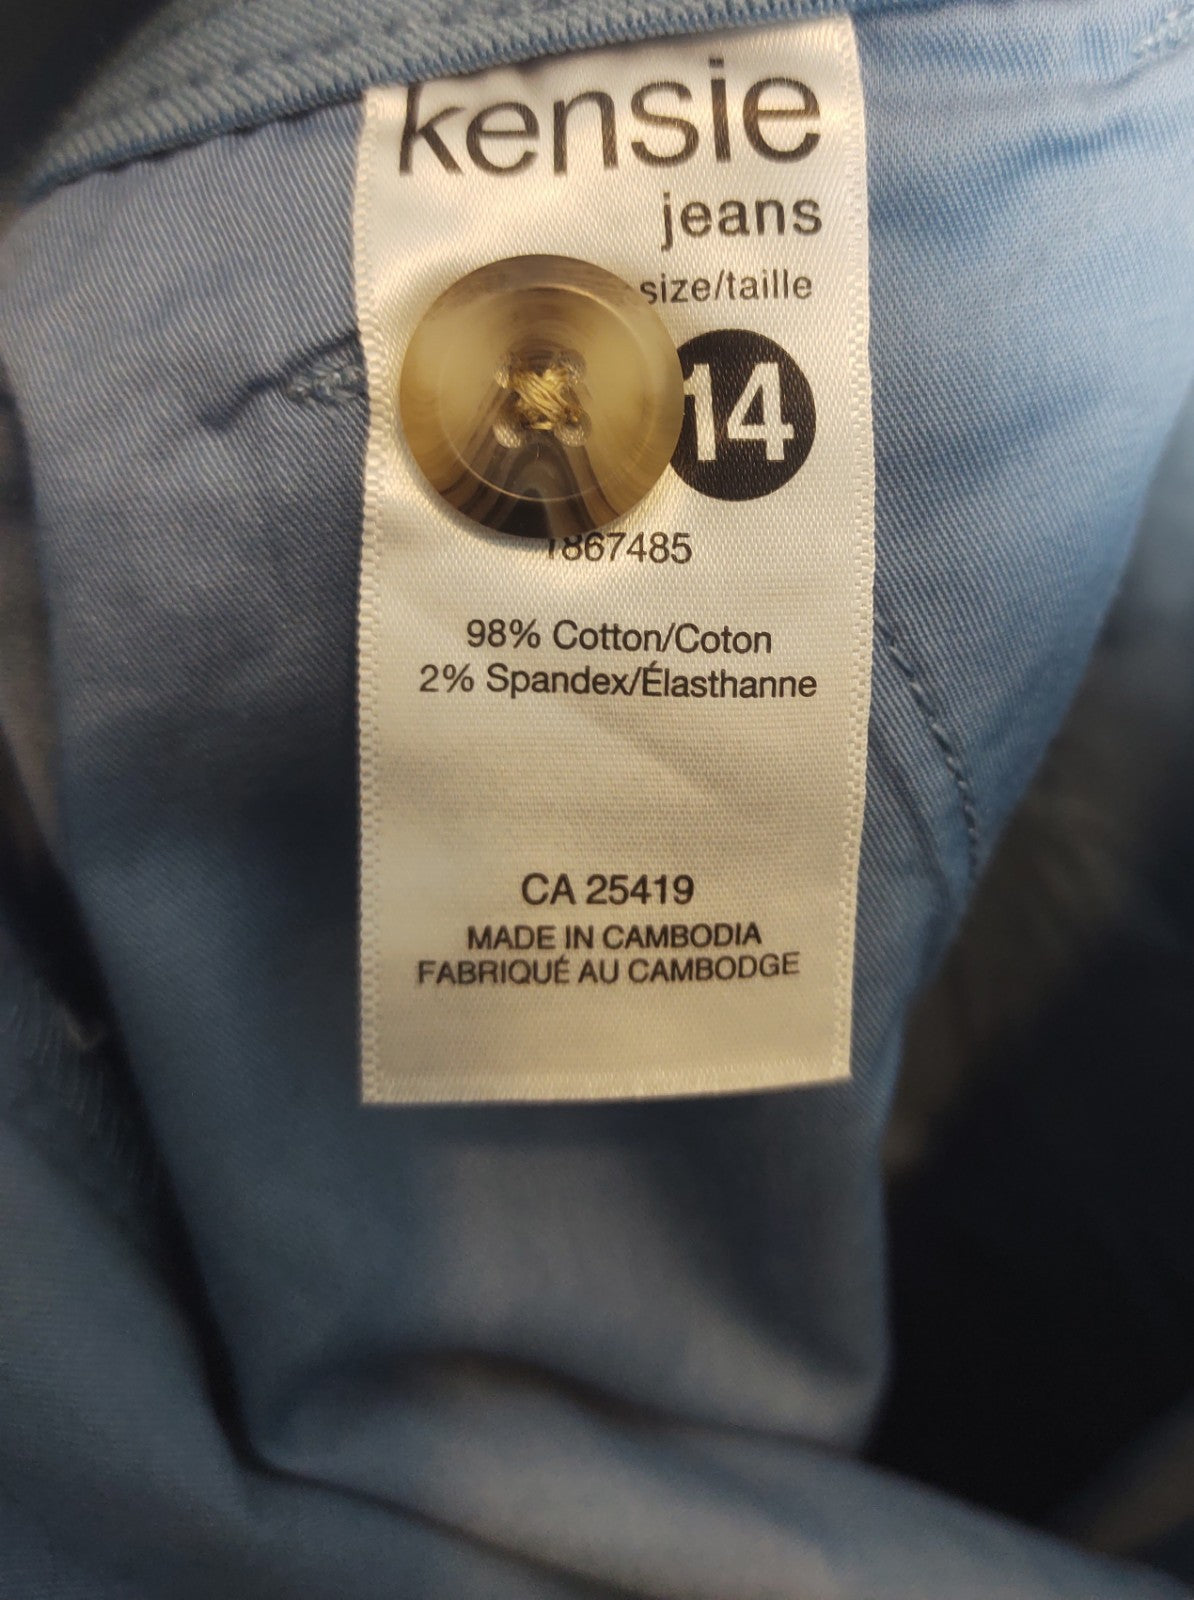 kensie
jeans
size/taille
14
1867485
98% Cotton/Coton
2% Spandex/Élasthanne
CA 25419
MADE IN CAMBODIA
FABRIQUÉ AU CAMBODGE